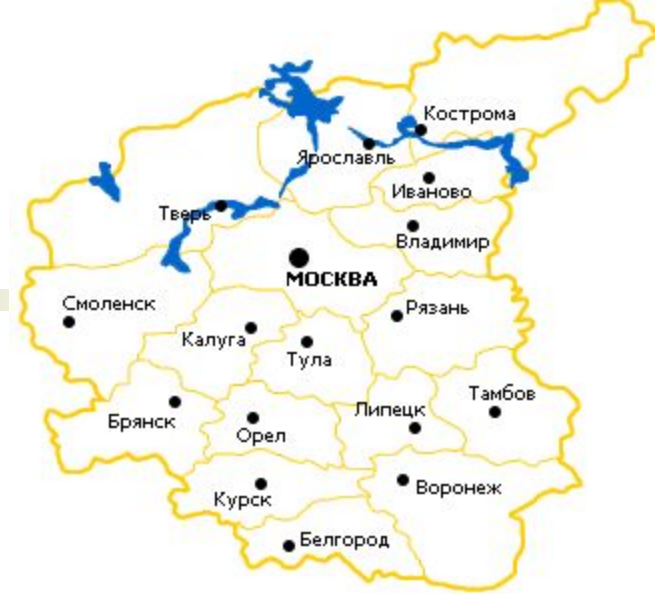 Кострома
Ярославль
Иваново
Тверь
Владимир
МОСКВА
Смоленск
Рязань
Калуга
Тула
Тамбов
Липецк
Брянск
Орел
Воронеж
Курск
Белгород